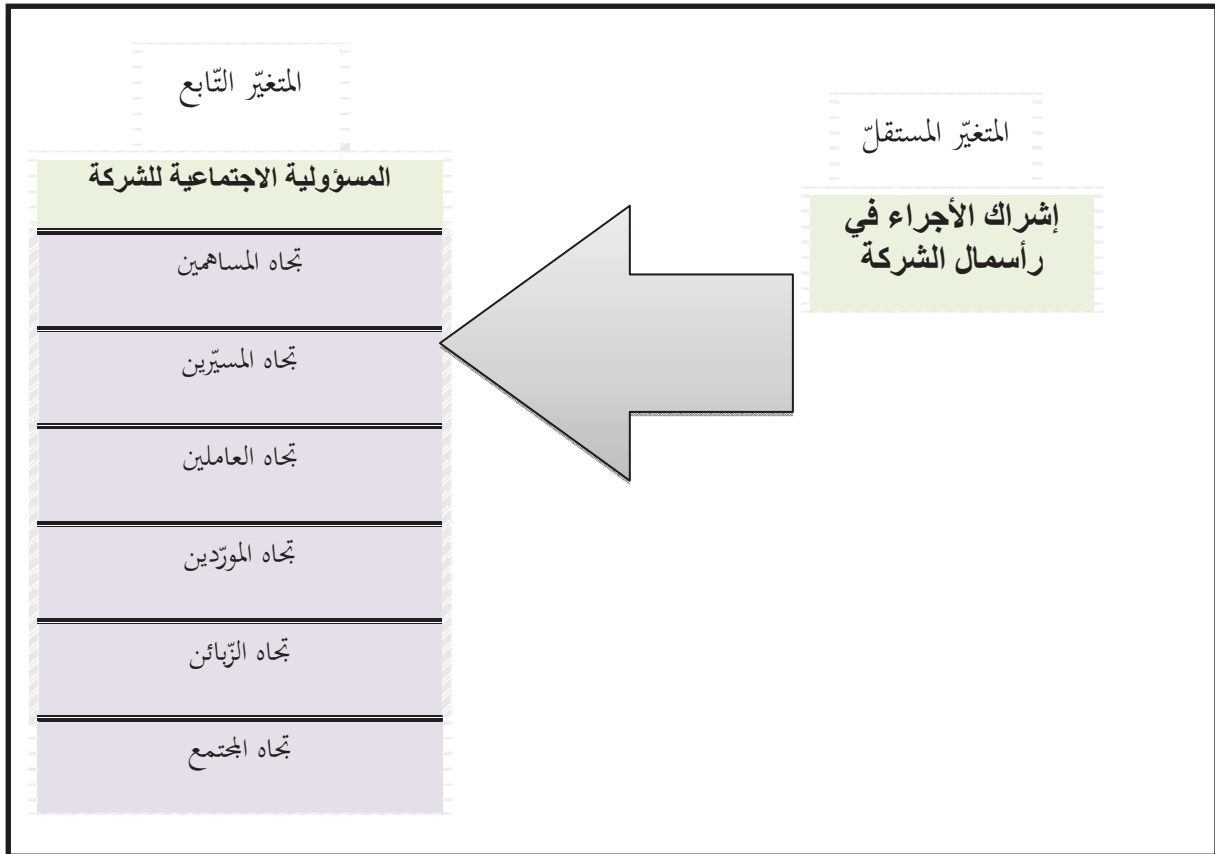 المتغيّر المستقلّ
إشراك الأجراء في
رأسمال الشركة
المتغيّر التّابع
المسؤولية الاجتماعية للشركة
تجاه المساهمين
تجاه المسيّرين
تجاه العاملين
تجاه المورّدين
تجاه الزّبائن
تجاه المجتمع